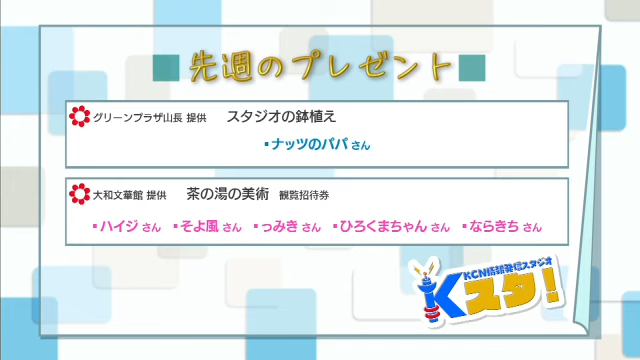 先週のプレゼント
グリーンプラザ山長 提供 スタジオの鉢植え
▪ナッツのパパ さん
大和文華館 提供 茶の湯の美術 観覧招待券
▪ハイジ さん ▪そよ風 さん ▪っみき さん ▪ひろくまちゃん さん ▪ならきち さん
KCN情報発信スタジオ
Kスタ!